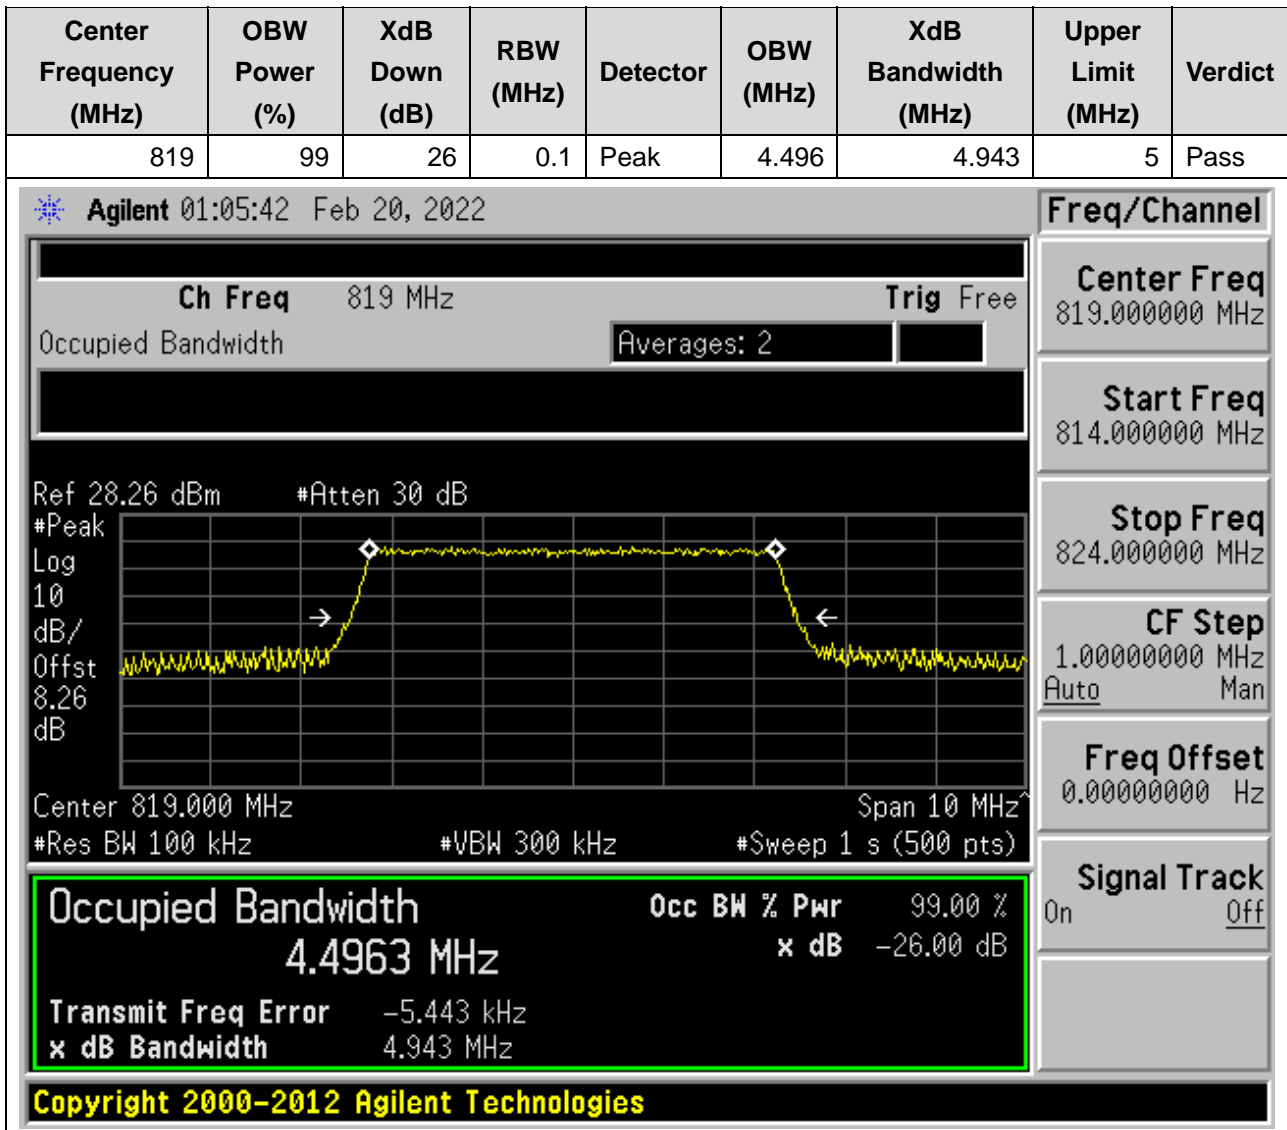 Center Frequency (MHz) OBW Power (%) XdB Down (dB) RBW (MHz) Detector OBW (MHz) XdB Bandwidth (MHz) Upper Limit (MHz) Verdict
819 99 26 0.1 Peak 4.496 4.943 5 Pass
Agilent 01:05:42 Feb 20, 2022
Ch Freq 819 MHz Trig Free
Occupied Bandwidth Averages: 2
Ref 28.26 dBm #Atten 30 dB
#Peak
Log
10
dB/
Offst
8.26
dB
Center 819.000 MHz Span 10 MHz^
#Res BW 100 kHz #VBW 300 kHz #Sweep 1 s (500 pts)
Occupied Bandwidth Occ BW % Pwr 99.00 %
4.4963 MHz x dB -26.00 dB
Transmit Freq Error -5.443 kHz
x dB Bandwidth 4.943 MHz
Copyright 2000-2012 Agilent Technologies
Freq/Channel
Center Freq
819.000000 MHz
Start Freq
814.000000 MHz
Stop Freq
824.000000 MHz
CF Step
1.00000000 MHz
Auto Man
Freq Offset
0.00000000 Hz
Signal Track
On Off